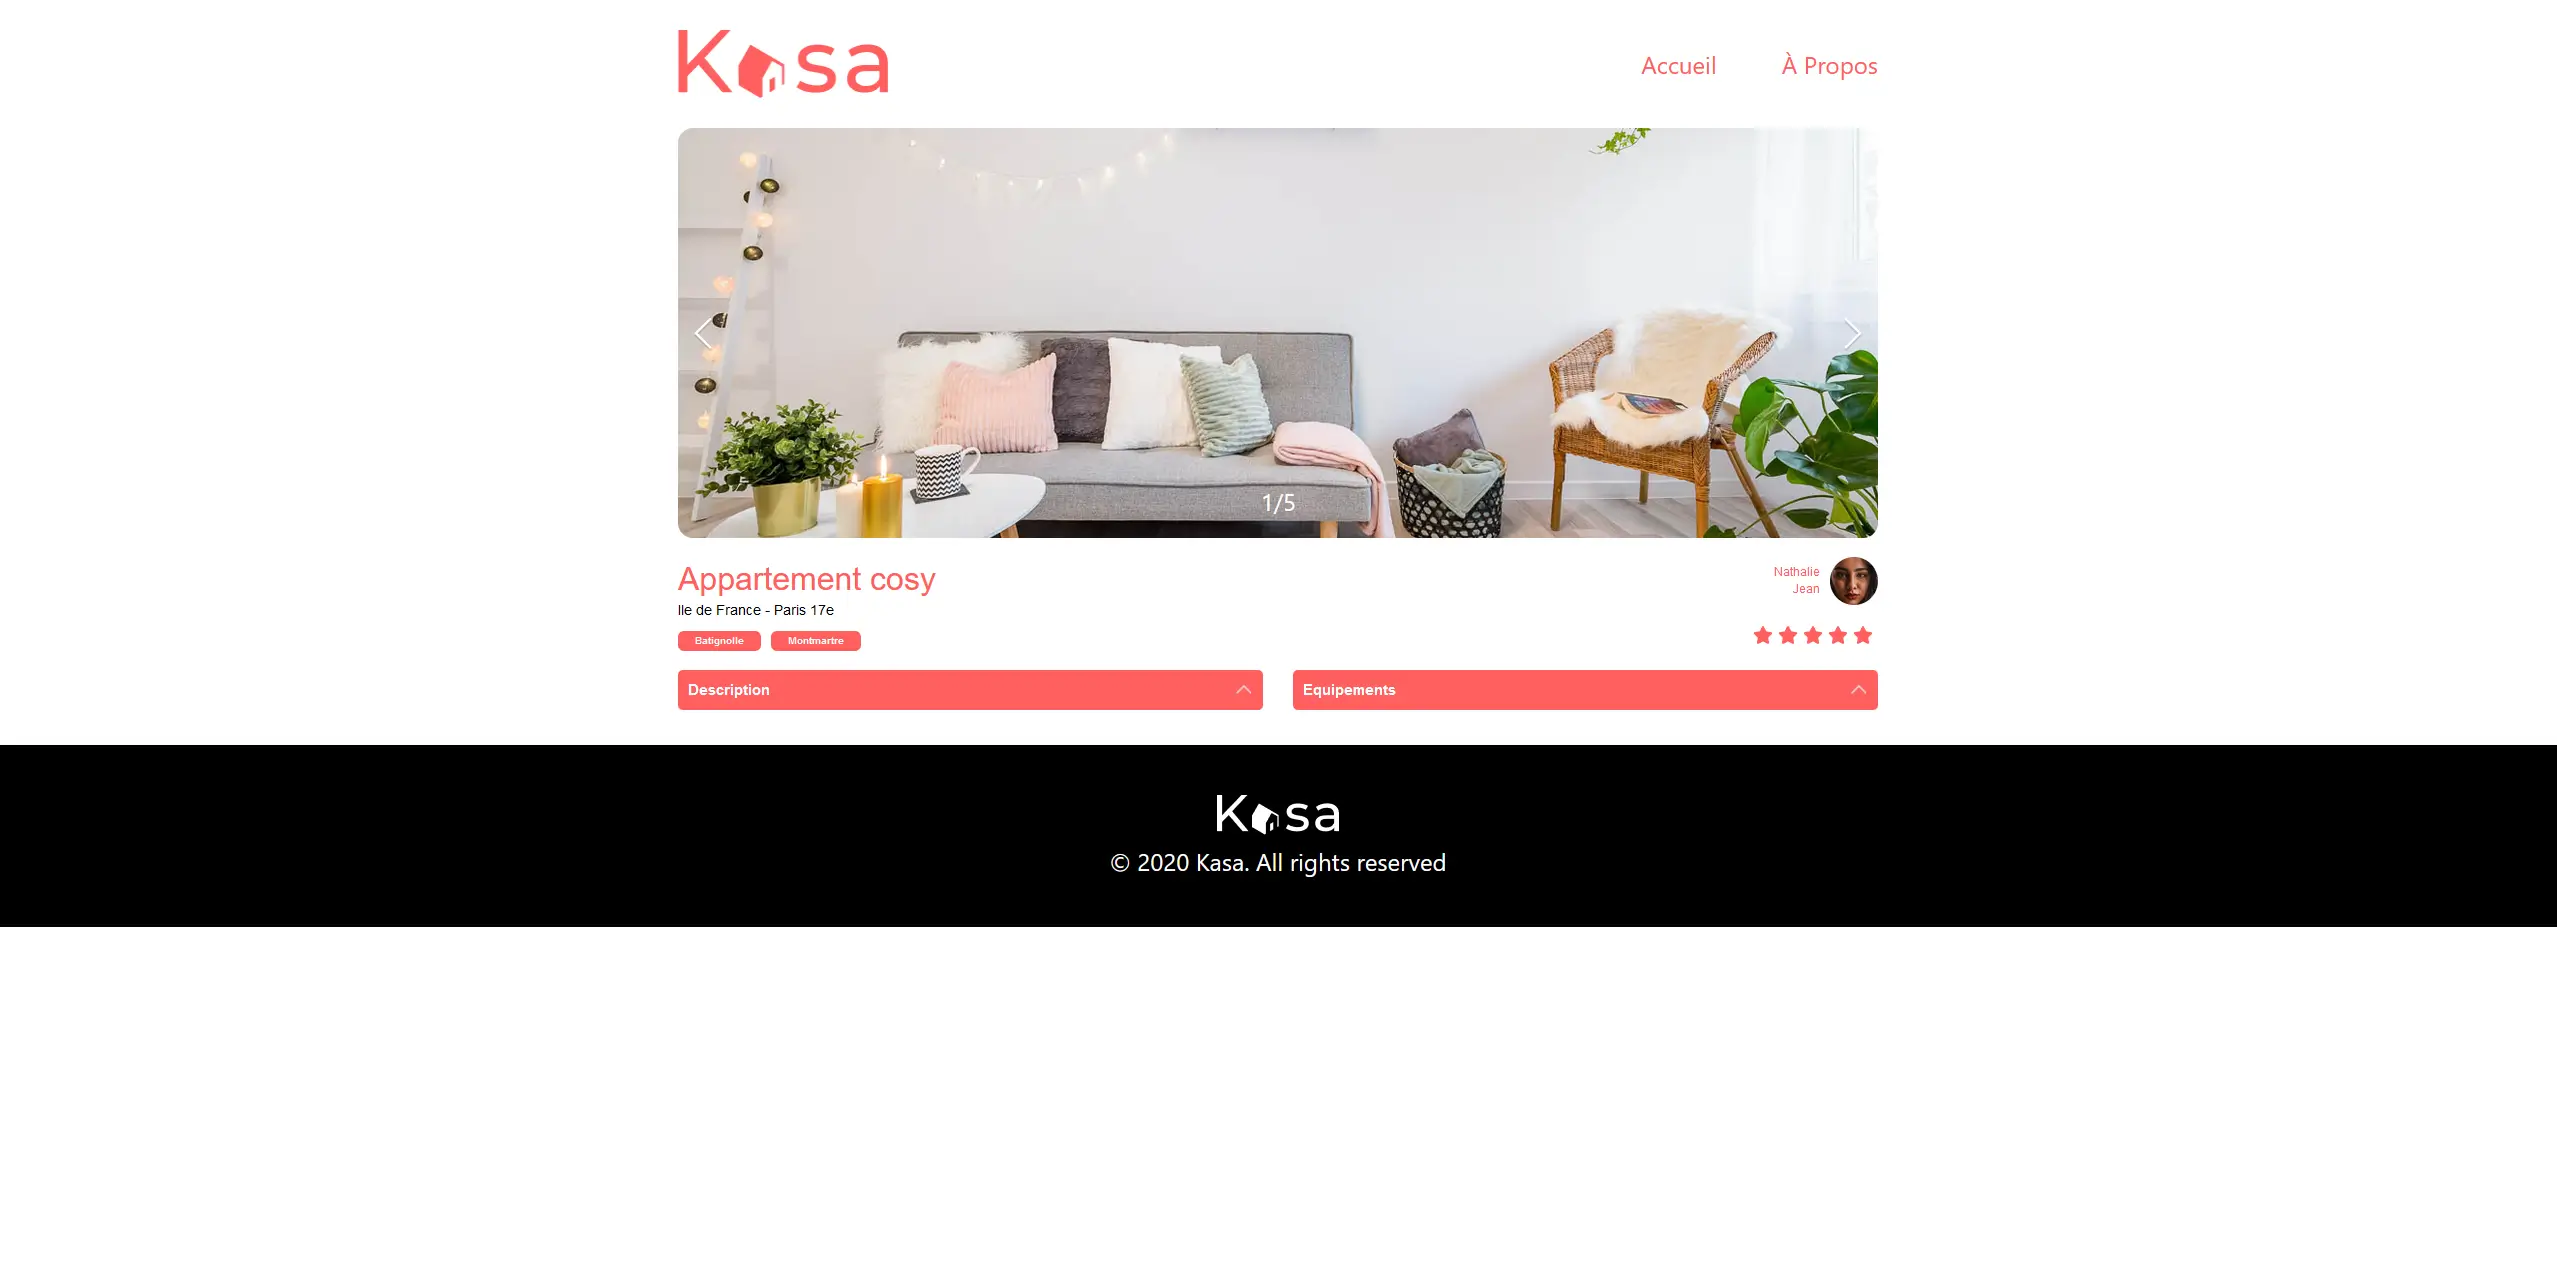 Kasa
Accueil
À Propos
1/5
Appartement cosy
Nathalie
Jean
Ile de France - Paris 17e
Batignolle
Montmartre
Description
Equipements
Kasa
© 2020 Kasa. All rights reserved